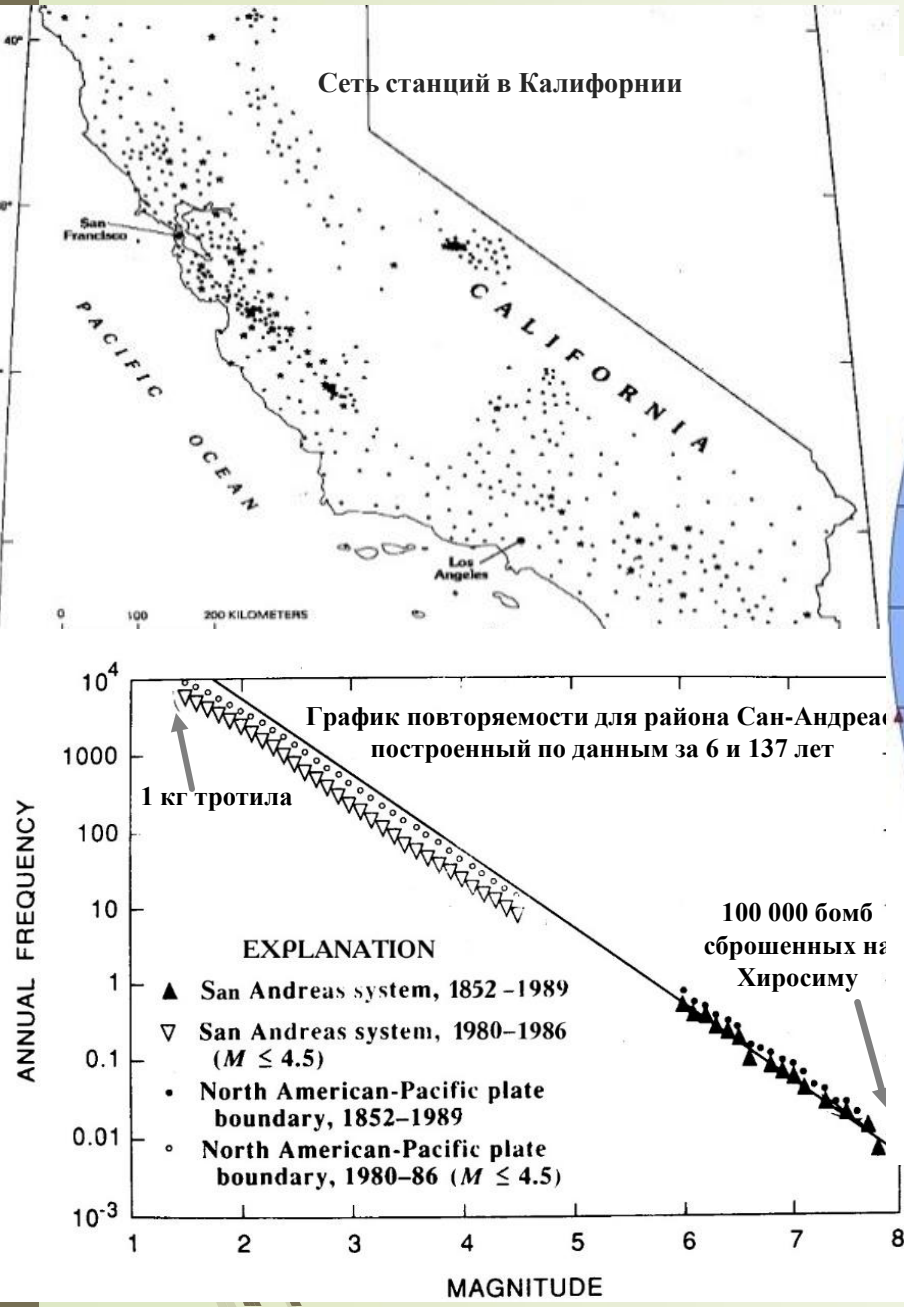 40°
Сеть станций в Калифорнии
San
Francisco
CALIFORNIA
PACIFIC
OCEAN
Los
Angeles
0 100 200 KILOMETERS
10⁴
1000
100
10
1
0.1
0.01
10⁻³
ANNUAL FREQUENCY
График повторяемости для района Сан-Андреас
построенный по данным за 6 и 137 лет
1 кг тротила
100 000 бомб
сброшенных на
Хиросиму
EXPLANATION
▲ San Andreas system, 1852–1989
▽ San Andreas system, 1980–1986
(M ≤ 4.5)
• North American-Pacific plate
boundary, 1852–1989
○ North American-Pacific plate
boundary, 1980–86 (M ≤ 4.5)
1 2 3 4 5 6 7 8
MAGNITUDE